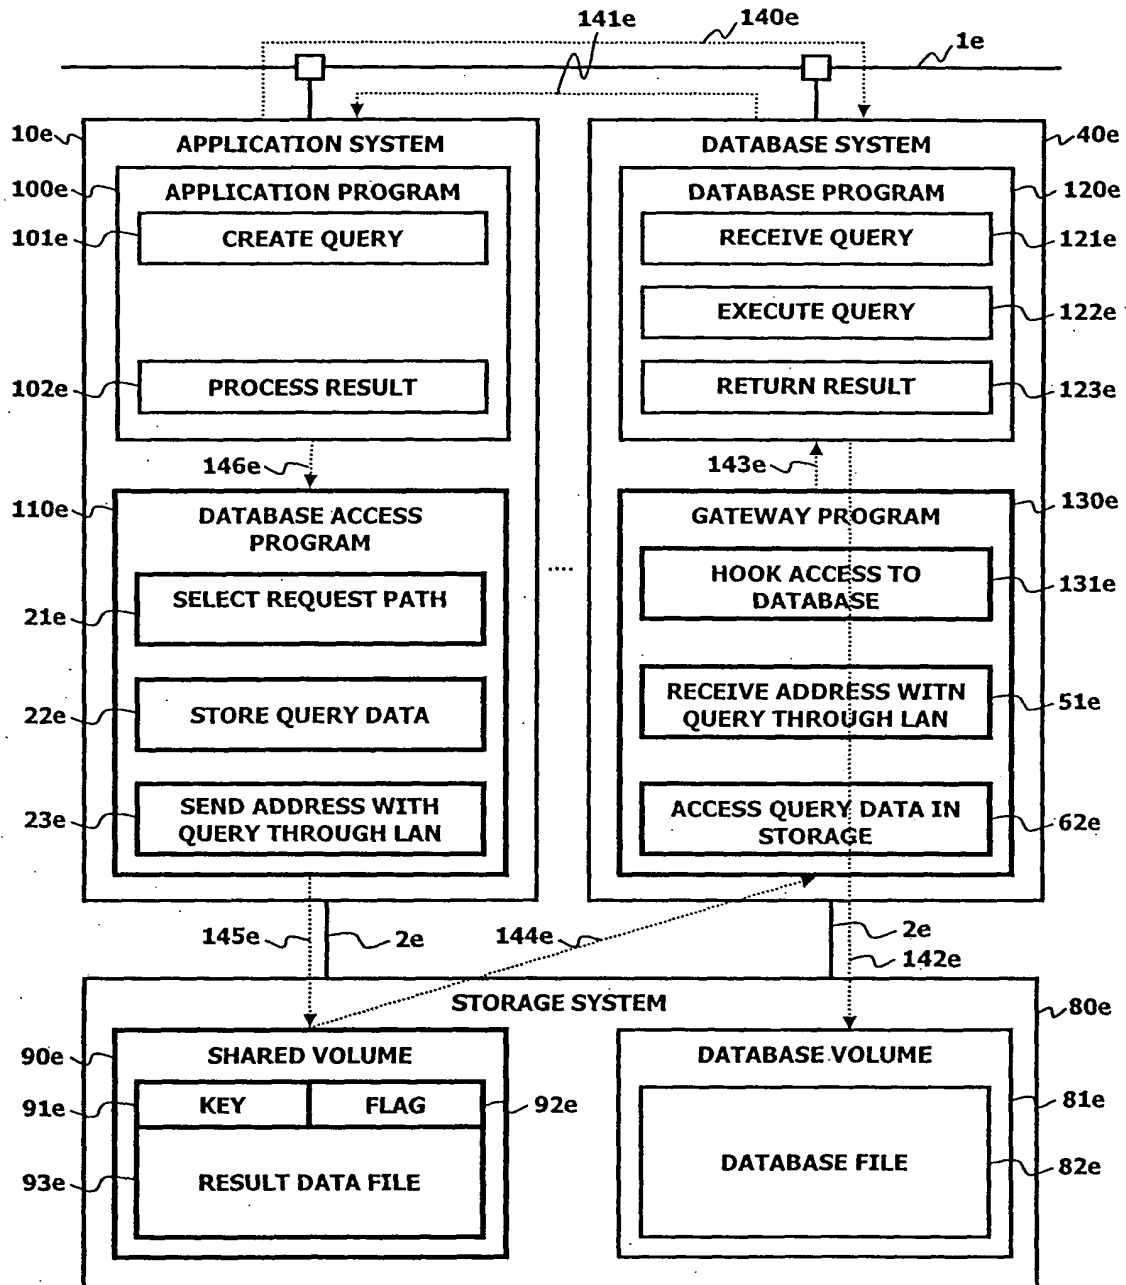 141e
140e
1e
10e
APPLICATION SYSTEM
100e
APPLICATION PROGRAM
101e
CREATE QUERY
102e
PROCESS RESULT
146e
110e
DATABASE ACCESS
PROGRAM
21e
SELECT REQUEST PATH
22e
STORE QUERY DATA
23e
SEND ADDRESS WITH
QUERY THROUGH LAN
....
40e
DATABASE SYSTEM
120e
DATABASE PROGRAM
RECEIVE QUERY
121e
EXECUTE QUERY
122e
RETURN RESULT
123e
143e
130e
GATEWAY PROGRAM
HOOK ACCESS TO
DATABASE
131e
RECEIVE ADDRESS WITN
QUERY THROUGH LAN
51e
ACCESS QUERY DATA IN
STORAGE
62e
145e
2e
144e
2e
142e
STORAGE SYSTEM
80e
90e
SHARED VOLUME
91e
KEY
FLAG
92e
93e
RESULT DATA FILE
DATABASE VOLUME
81e
DATABASE FILE
82e